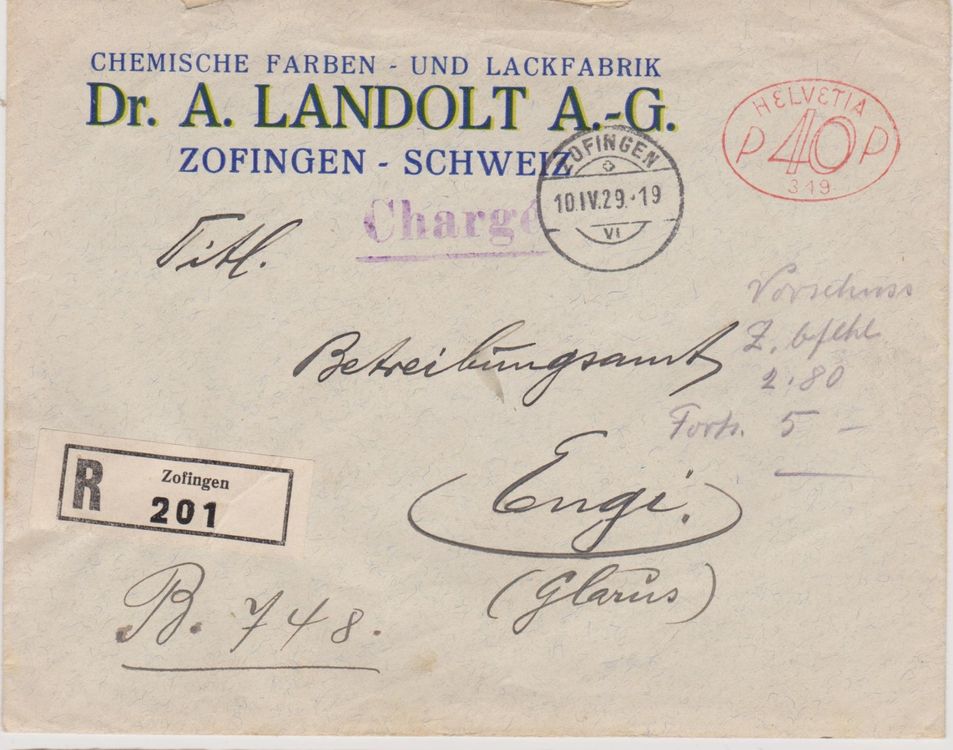 CHEMISCHE FARBEN - UND LACKFABRIK
Dr. A. LANDOLT A.-G.
ZOFINGEN - SCHWEIZ
HELVETIA
P 40 P
349
ZOFINGEN
10.IV.29.-19
VI
Chargé
Titl.
Betreibungsamt
Engi.
(Glarus)
Vorschuss
Z. bfehl
2.80
Forts. 5 —
R Zofingen
201
B. 748.